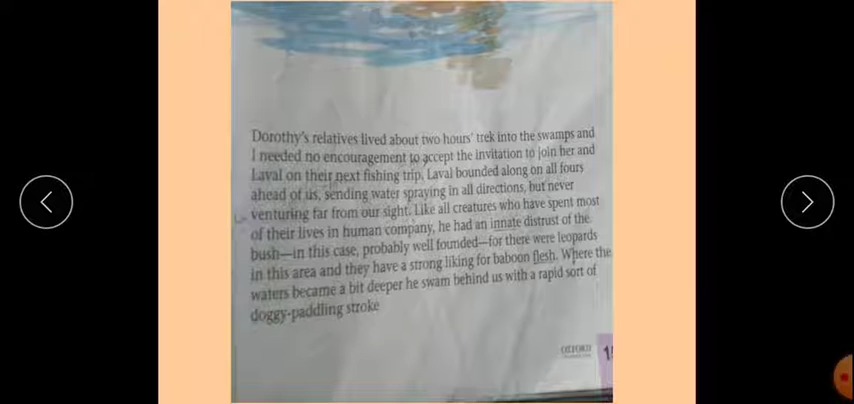 Dorothy's relatives lived about two hours' trek into the swamps and
I needed no encouragement to accept the invitation to join her and
Laval on their next fishing trip. Laval bounded along on all fours
ahead of us, sending water spraying in all directions, but never
venturing far from our sight. Like all creatures who have spent most
of their lives in human company, he had an innate distrust of the
bush—in this case, probably well founded—for there were leopards
in this area and they have a strong liking for baboon flesh. Where the
waters became a bit deeper he swam behind us with a rapid sort of
doggy-paddling stroke
OXFORD